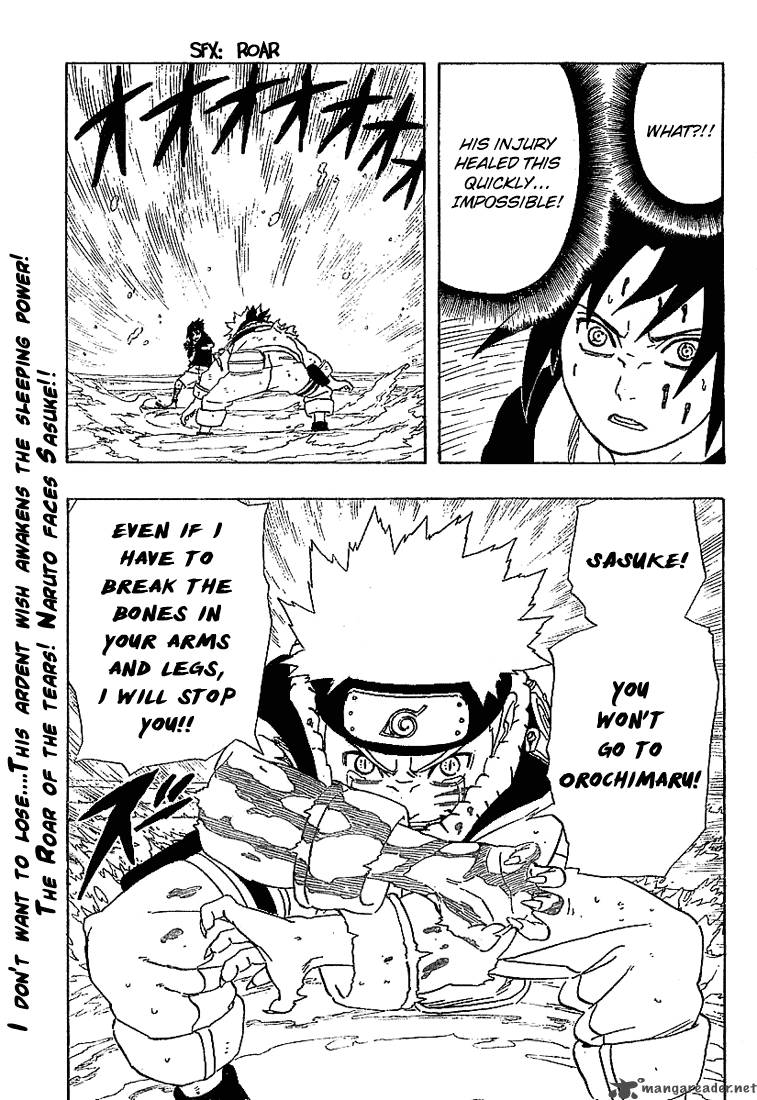 SFX: ROAR
WHAT?!!
HIS INJURY
HEALED THIS
QUICKLY...
IMPOSSIBLE!
SASUKE!
YOU
WON'T
GO TO
OROCHIMARU!
EVEN IF I
HAVE TO
BREAK THE
BONES IN
YOUR ARMS
AND LEGS,
I WILL STOP
YOU!!
I DON'T WANT TO LOSE....THIS ARDENT WISH AWAKENS THE SLEEPING POWER!
THE ROAR OF THE TEARS! NARUTO FACES SASUKE!!
mangareader.net